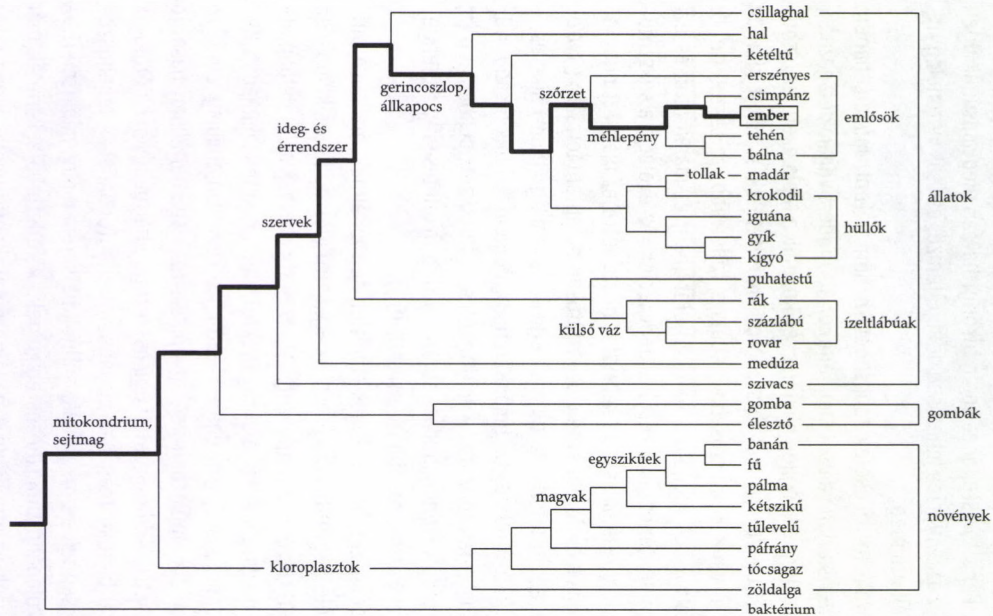 csillaghal
hal
kétéltű
erszényes
csimpánz
ember
tehén
bálna
madár
krokodil
iguána
gyík
kígyó
puhatestű
rák
százlábú
rovar
medúza
szivacs
gomba
élesztő
banán
fű
pálma
kétszikű
tűlevelű
páfrány
tócsagaz
zöldalga
baktérium
emlősök
hüllők
ízeltlábúak
állatok
gombák
növények
gerincoszlop,
állkapocs
szőrzet
méhlepény
ideg- és
érrendszer
tollak
szervek
külső váz
mitokondrium,
sejtmag
egyszikűek
magvak
kloroplasztok